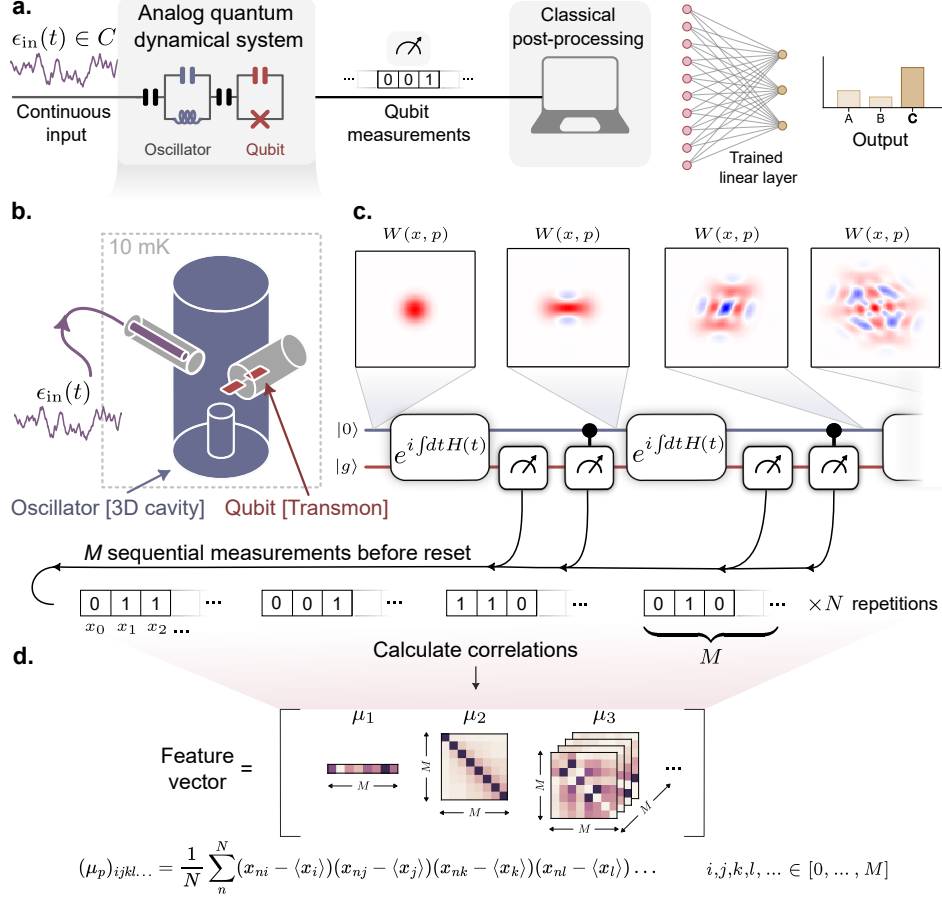 a.
Analog quantum
dynamical system
Classical
post-processing
ϵin(t) ∈ C
... 0 0 1 ...
Continuous
input
Qubit
measurements
Oscillator
Qubit
Trained
linear layer
A B C
Output
b.
10 mK
ϵin(t)
Oscillator [3D cavity]
Qubit [Transmon]
c.
W(x, p) W(x, p) W(x, p) W(x, p)
|0⟩
|g⟩
e^{i∫dtH(t)} e^{i∫dtH(t)}
M sequential measurements before reset
0 1 1 ... 0 0 1 ... 1 1 0 ... 0 1 0 ... ×N repetitions
x0 x1 x2 ...
M
d.
Calculate correlations
μ1 μ2 μ3
Feature
vector =
M M M M M M
...
(μp)ijkl... = 1/N ∑_n^N (xni − ⟨xi⟩)(xnj − ⟨xj⟩)(xnk − ⟨xk⟩)(xnl − ⟨xl⟩) ... i,j,k,l, ... ∈ [0, ... , M]